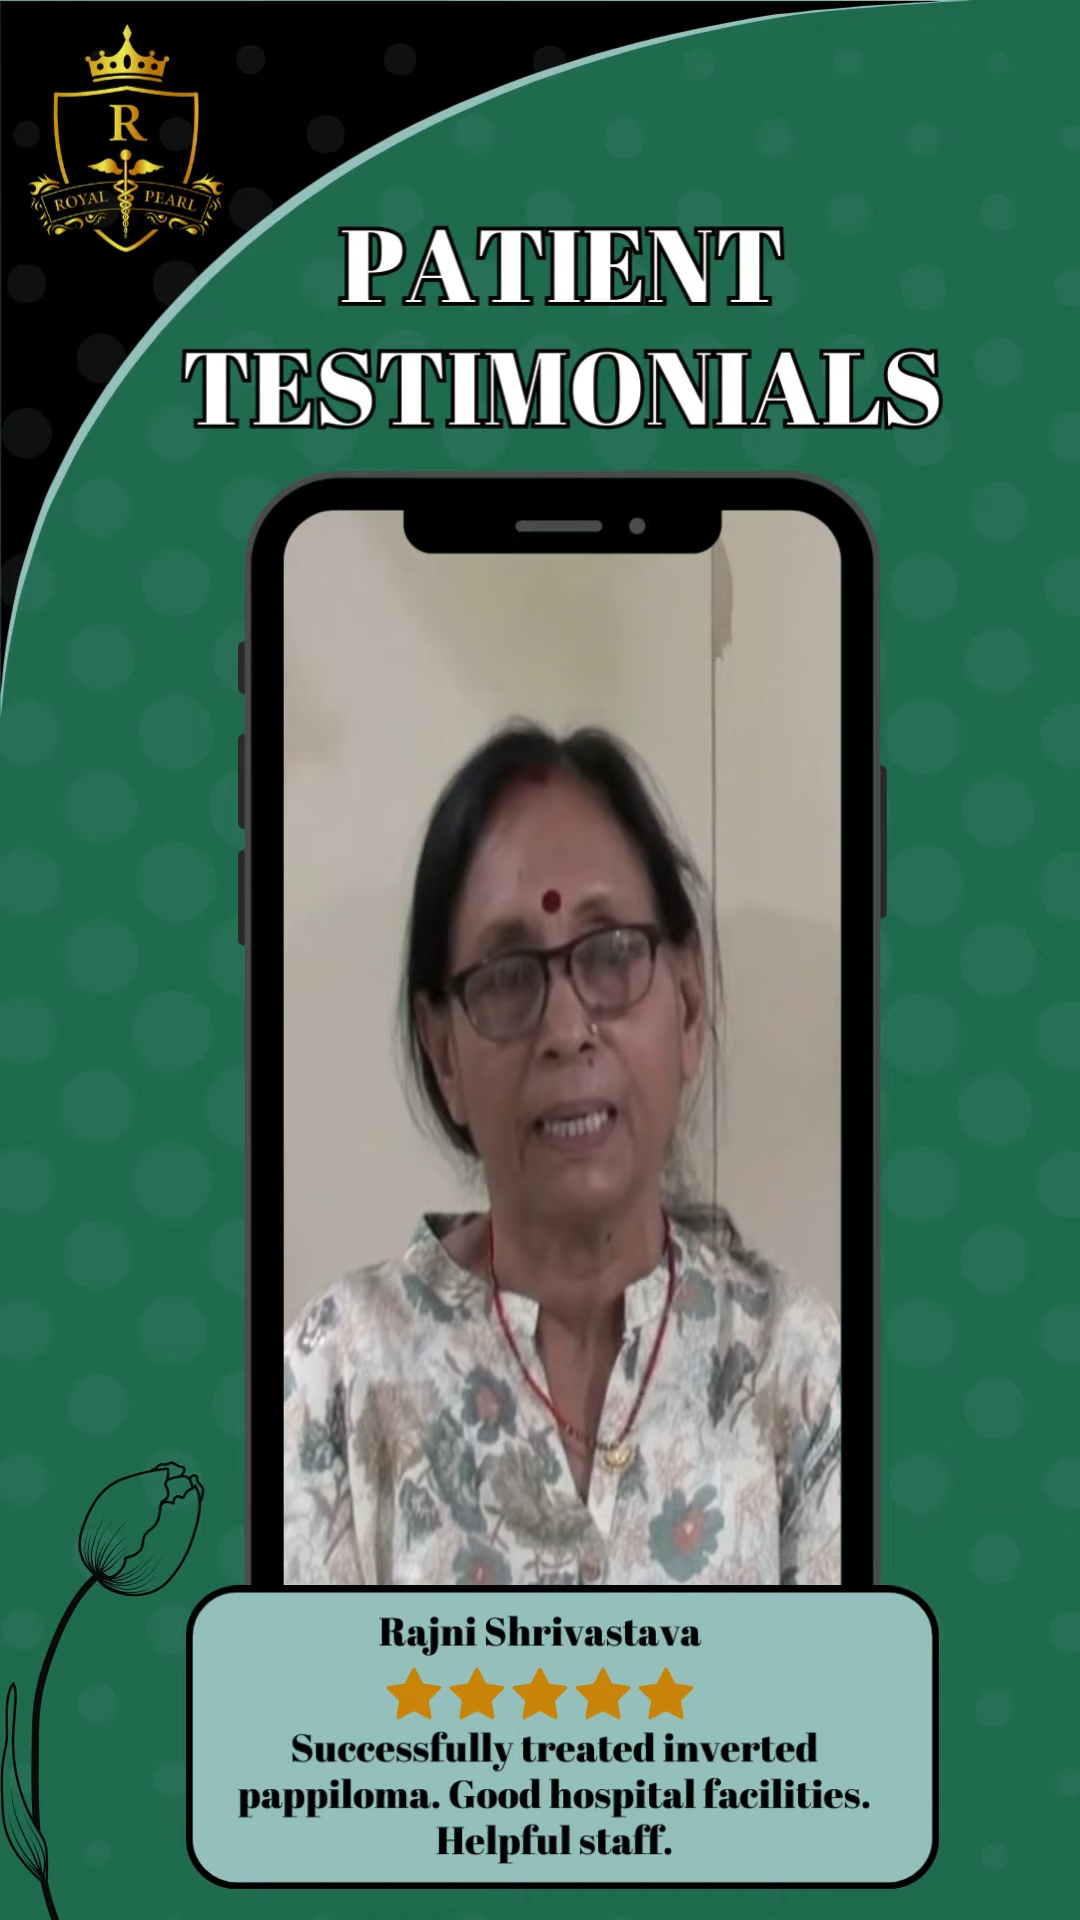 R
ROYAL PEARL
PATIENT
TESTIMONIALS
Rajni Shrivastava
Successfully treated inverted
pappiloma. Good hospital facilities.
Helpful staff.